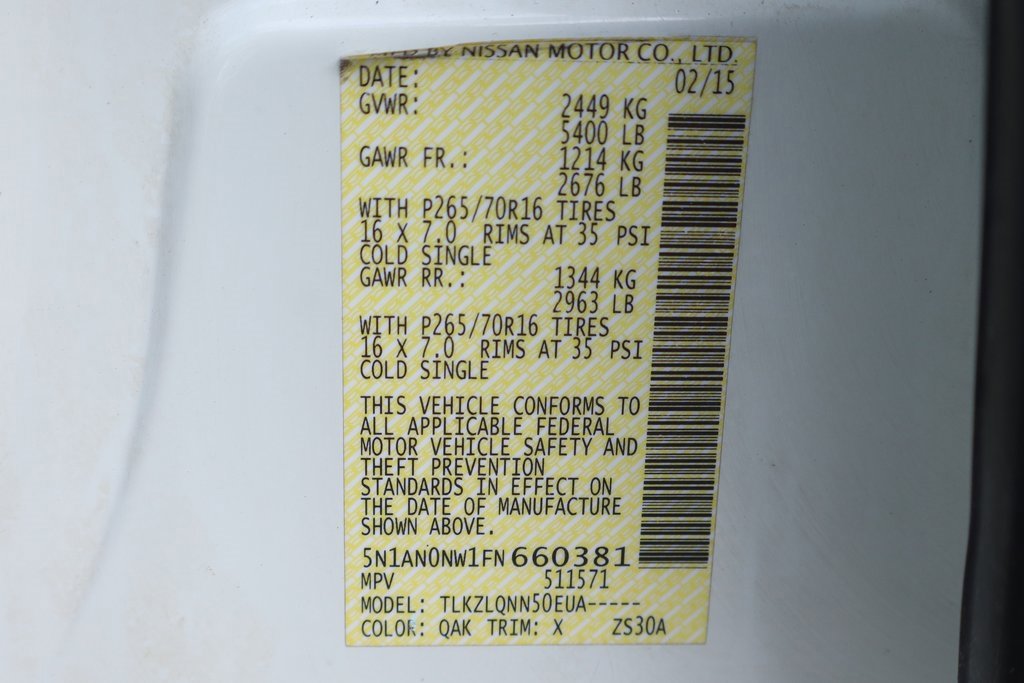 MFD BY NISSAN MOTOR CO., LTD.
DATE: 02/15
GVWR: 2449 KG
5400 LB
GAWR FR.: 1214 KG
2676 LB
WITH P265/70R16 TIRES
16 X 7.0 RIMS AT 35 PSI
COLD SINGLE
GAWR RR.: 1344 KG
2963 LB
WITH P265/70R16 TIRES
16 X 7.0 RIMS AT 35 PSI
COLD SINGLE
THIS VEHICLE CONFORMS TO
ALL APPLICABLE FEDERAL
MOTOR VEHICLE SAFETY AND
THEFT PREVENTION
STANDARDS IN EFFECT ON
THE DATE OF MANUFACTURE
SHOWN ABOVE.
5N1AN0NW1FN 660381
MPV 511571
MODEL: TLKZLQNN50EUA-----
COLOR: QAK TRIM: X ZS30A